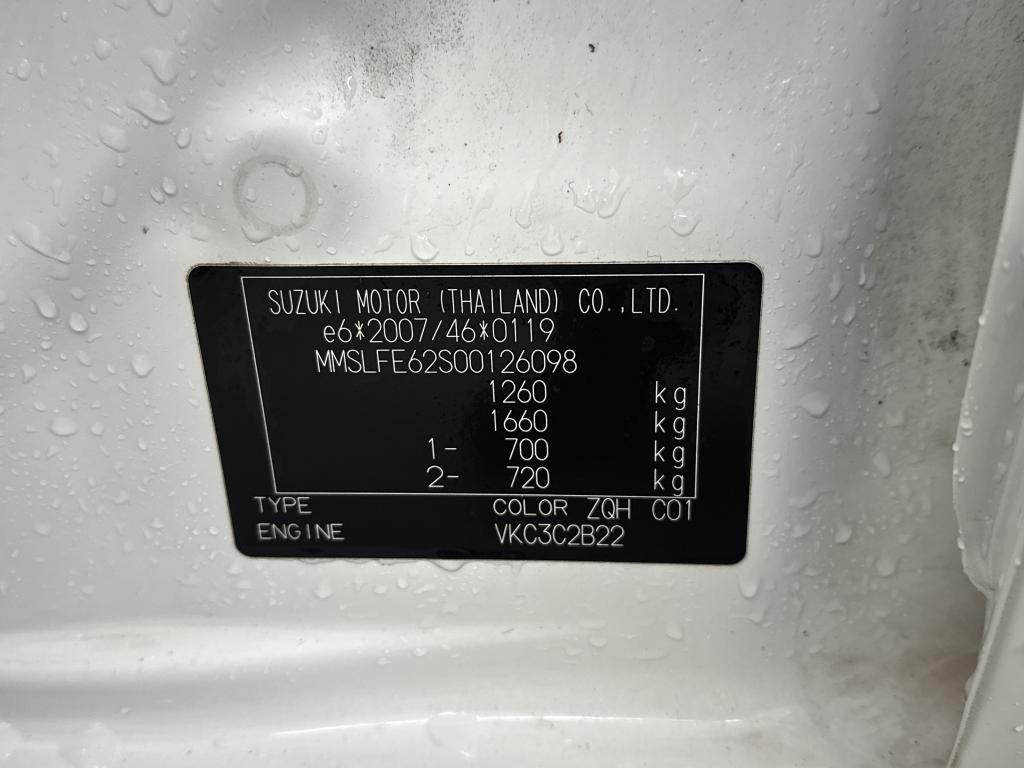 SUZUKI MOTOR (THAILAND) CO.,LTD.
e6*2007/46*0119
MMSLFE62S00126098
1260 kg
1660 kg
1- 700 kg
2- 720 kg
TYPE COLOR ZQH C01
ENGINE VKC3C2B22